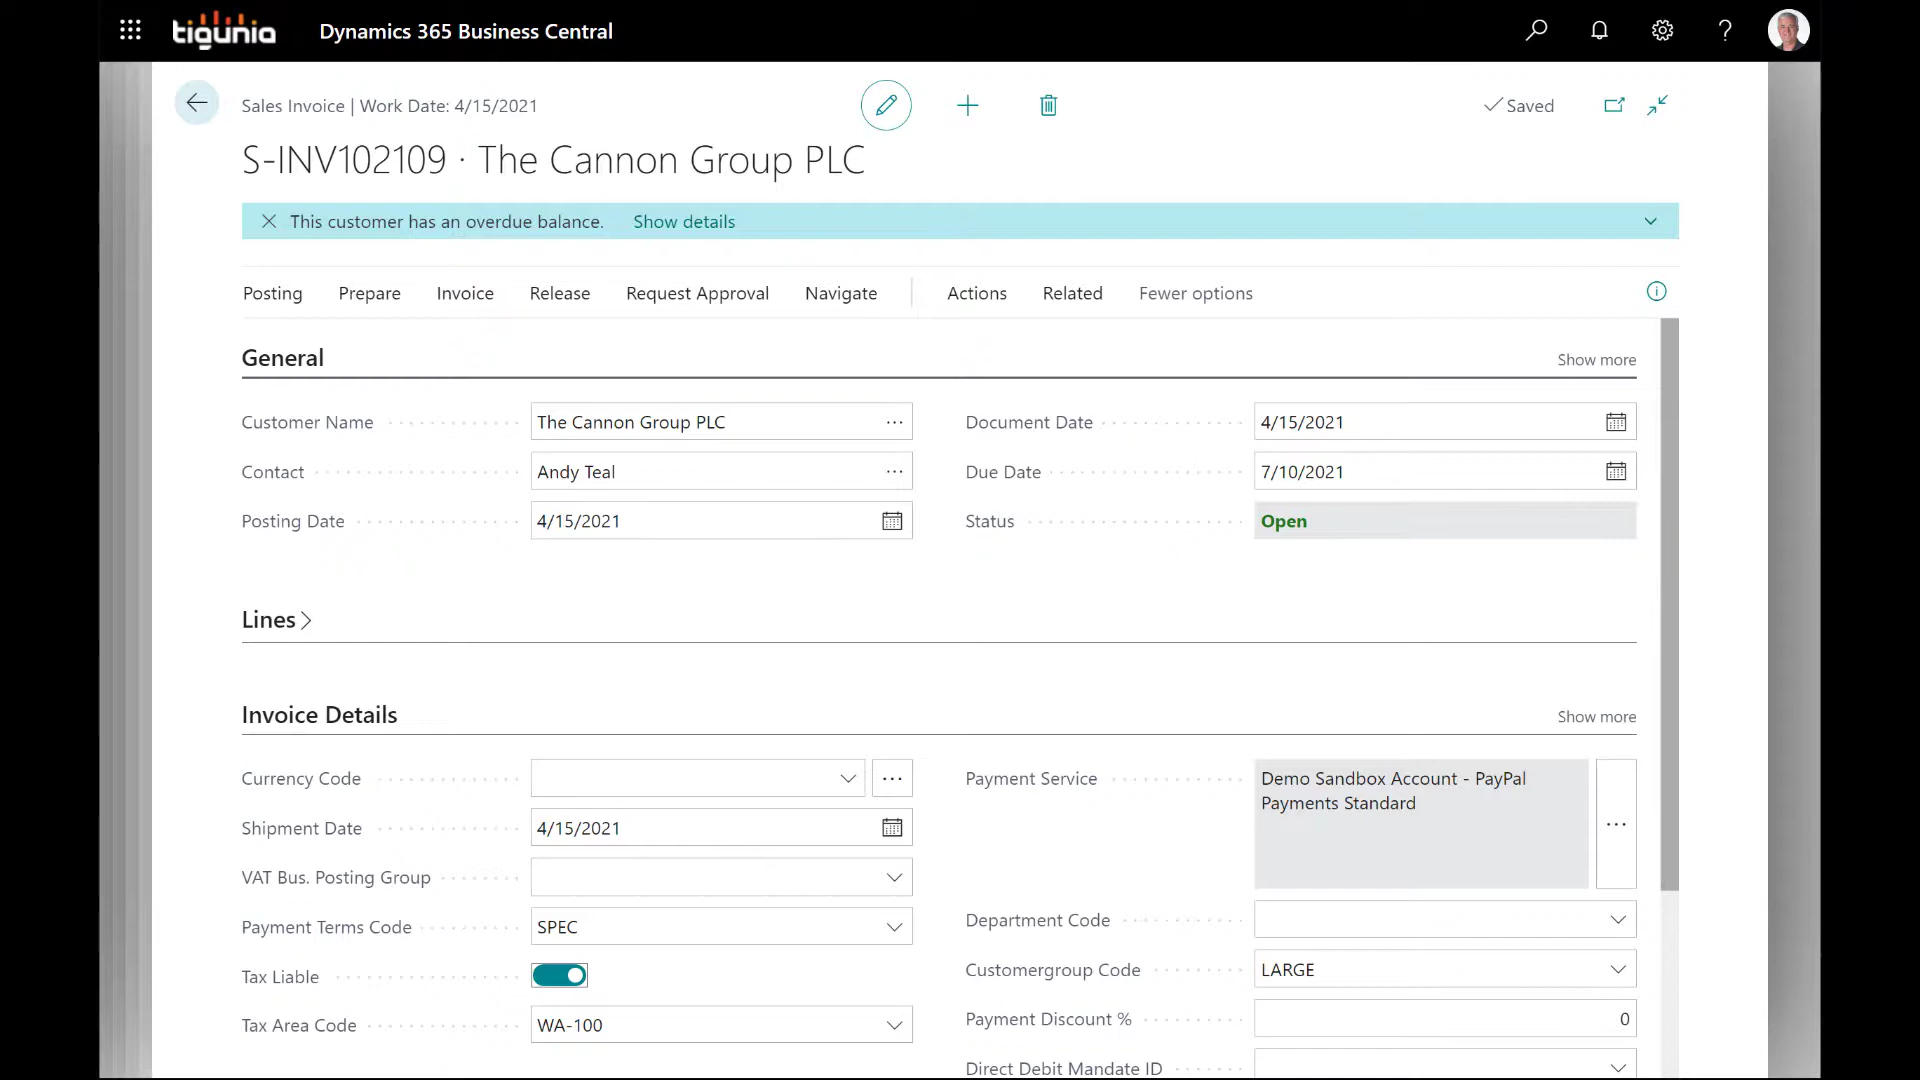 tigunia
Dynamics 365 Business Central
?
Sales Invoice | Work Date: 4/15/2021
Saved
S-INV102109 · The Cannon Group PLC
This customer has an overdue balance. Show details
Posting Prepare Invoice Release Request Approval Navigate Actions Related Fewer options
General
Show more
Customer Name The Cannon Group PLC ...
Contact Andy Teal ...
Posting Date 4/15/2021
Document Date 4/15/2021
Due Date 7/10/2021
Status Open
Lines
Invoice Details
Show more
Currency Code ...
Shipment Date 4/15/2021
VAT Bus. Posting Group
Payment Terms Code SPEC
Tax Liable
Tax Area Code WA-100
Payment Service Demo Sandbox Account - PayPal
Payments Standard
...
Department Code
Customergroup Code LARGE
Payment Discount % 0
Direct Debit Mandate ID